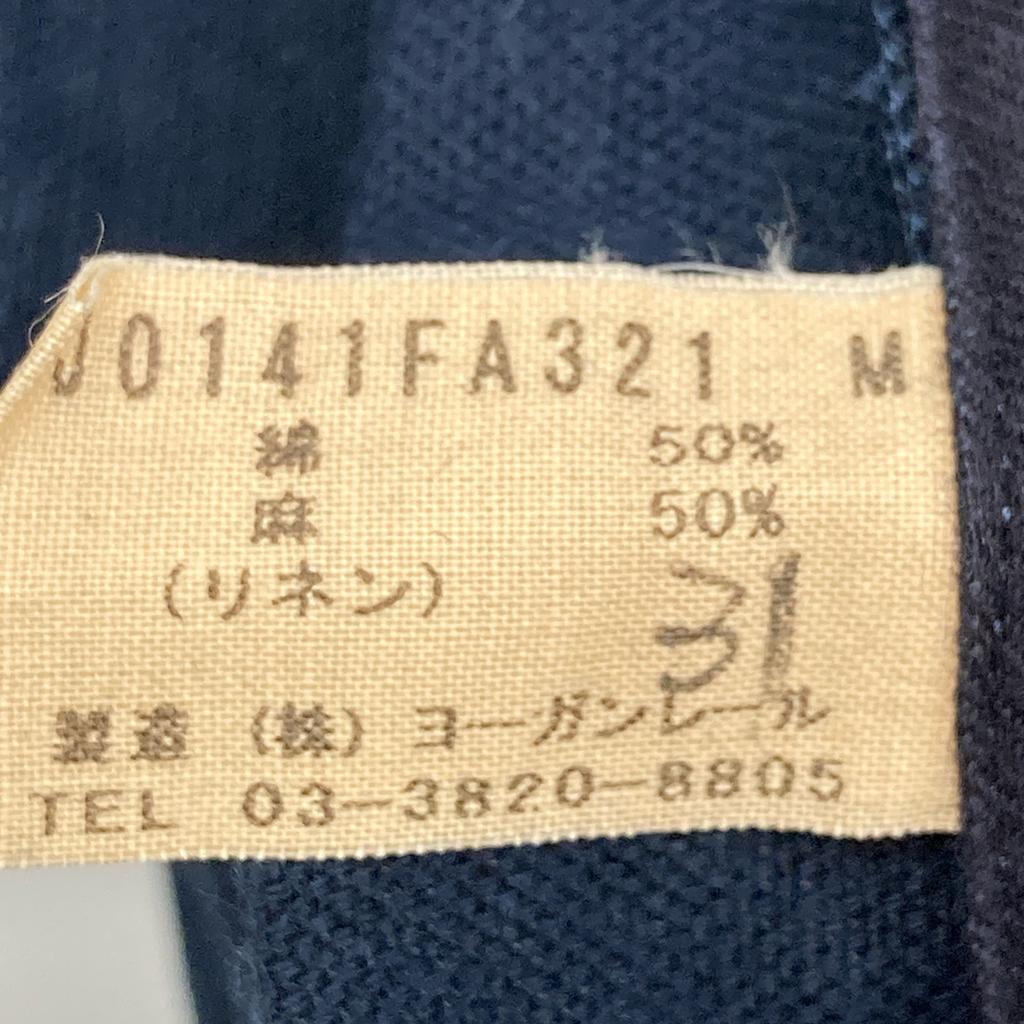 J0141FA321 M
綿 50%
麻 50%
(リネン)
31
製造 (株) ヨーガンレール
TEL 03-3820-8805